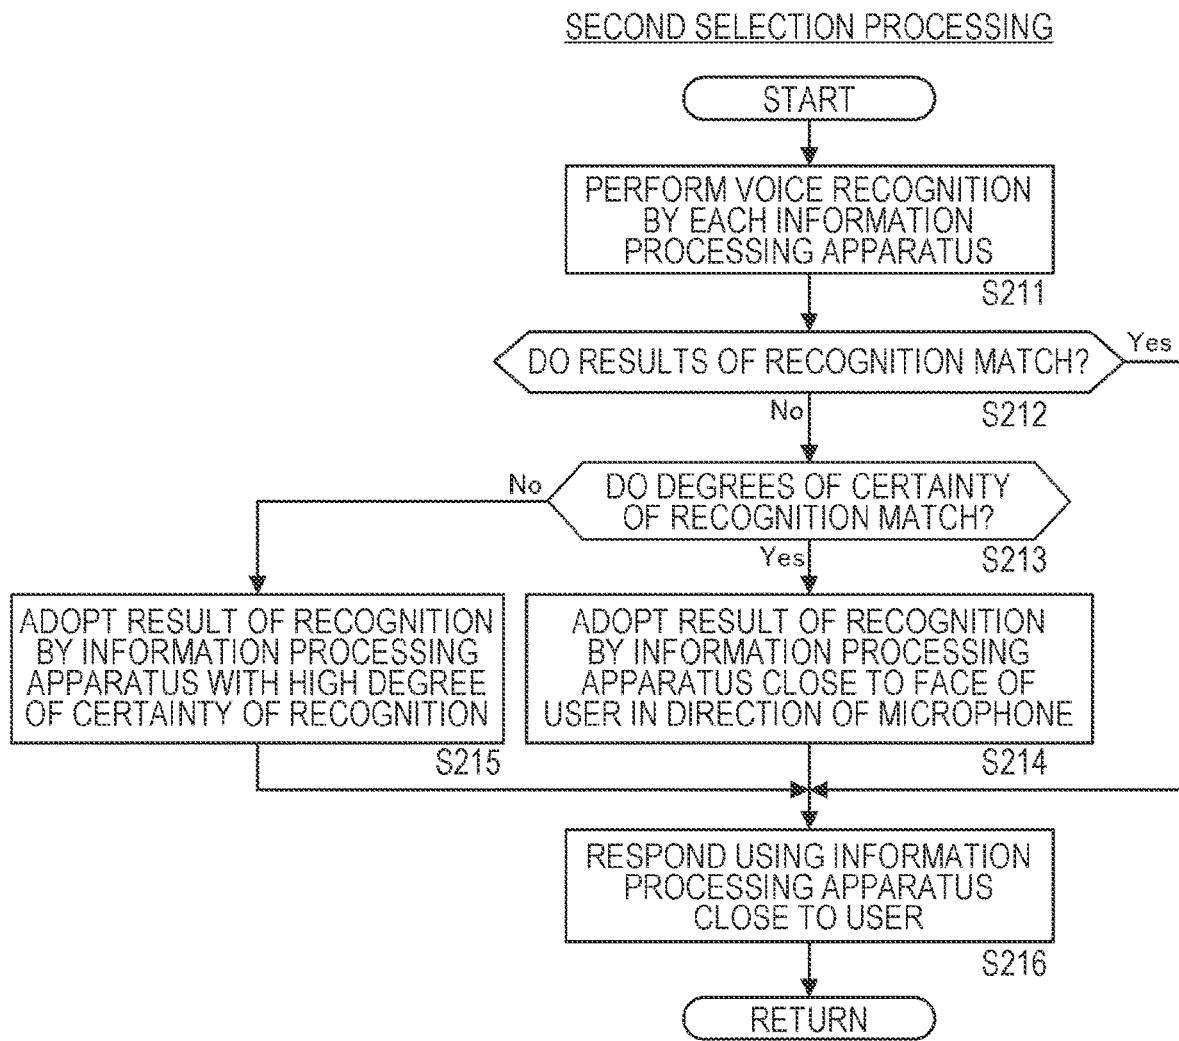 SECOND SELECTION PROCESSING
START
PERFORM VOICE RECOGNITION
BY EACH INFORMATION
PROCESSING APPARATUS
S211
DO RESULTS OF RECOGNITION MATCH?
Yes
S212
No
DO DEGREES OF CERTAINTY
OF RECOGNITION MATCH?
No
S213
Yes
ADOPT RESULT OF RECOGNITION
BY INFORMATION PROCESSING
APPARATUS WITH HIGH DEGREE
OF CERTAINTY OF RECOGNITION
S215
ADOPT RESULT OF RECOGNITION
BY INFORMATION PROCESSING
APPARATUS CLOSE TO FACE OF
USER IN DIRECTION OF MICROPHONE
S214
RESPOND USING INFORMATION
PROCESSING APPARATUS
CLOSE TO USER
S216
RETURN